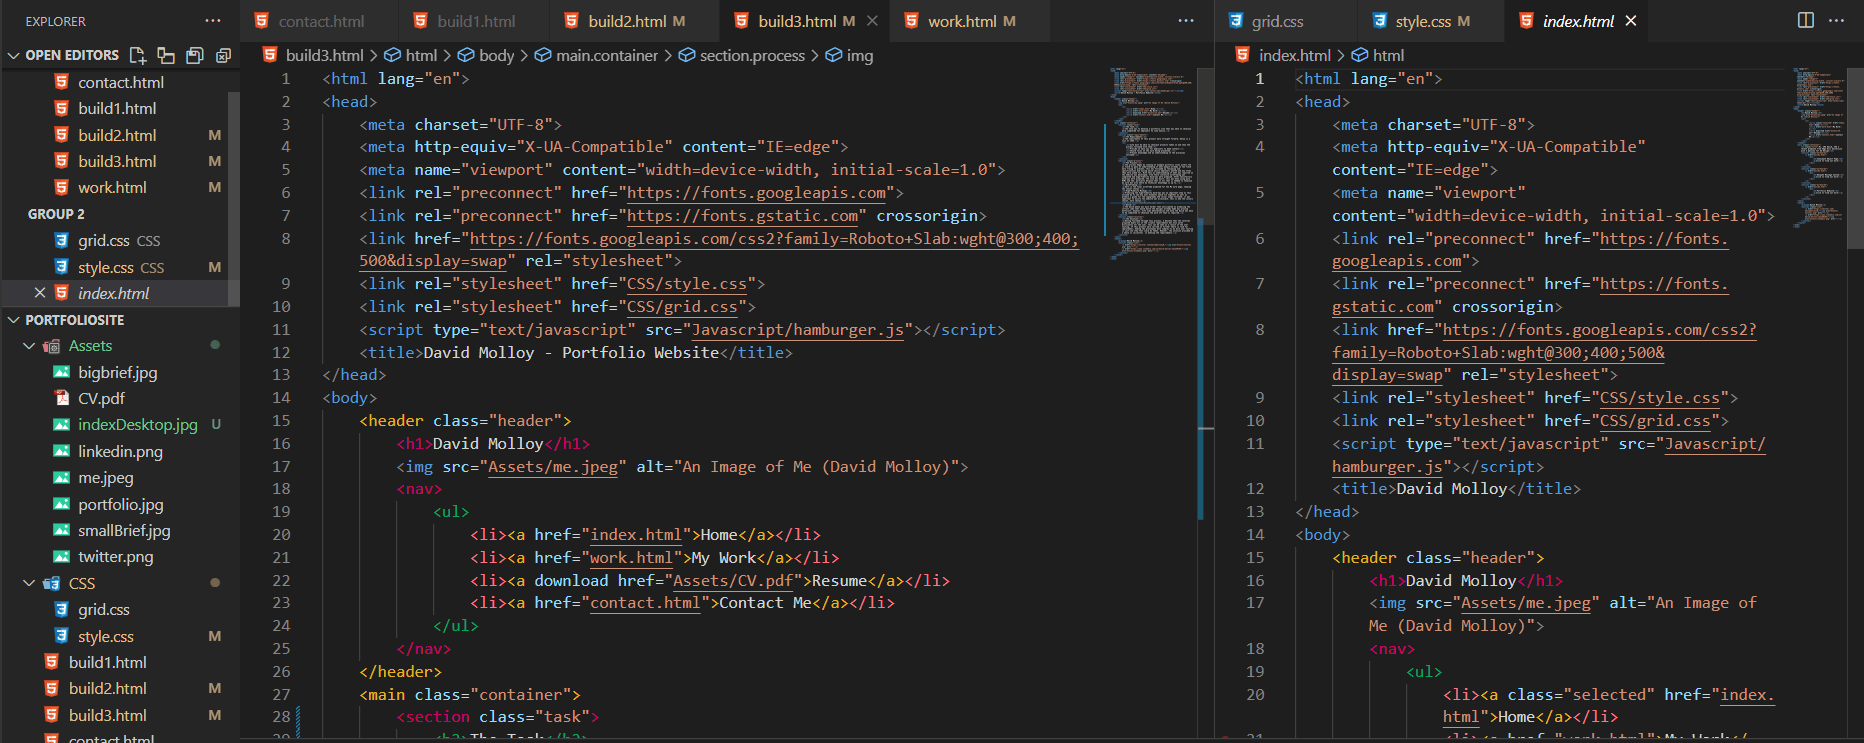 EXPLORER
OPEN EDITORS
contact.html
build1.html
build2.html M
build3.html M
work.html M
GROUP 2
grid.css CSS
style.css CSS M
index.html
PORTFOLIOSITE
Assets
bigbrief.jpg
CV.pdf
indexDesktop.jpg U
linkedin.png
me.jpeg
portfolio.jpg
smallBrief.jpg
twitter.png
CSS
grid.css
style.css M
build1.html
build2.html M
build3.html M
contact.html
contact.html build1.html build2.html M build3.html M work.html M
build3.html > html > body > main.container > section.process > img
1 <html lang="en">
2 <head>
3 <meta charset="UTF-8">
4 <meta http-equiv="X-UA-Compatible" content="IE=edge">
5 <meta name="viewport" content="width=device-width, initial-scale=1.0">
6 <link rel="preconnect" href="https://fonts.googleapis.com">
7 <link rel="preconnect" href="https://fonts.gstatic.com" crossorigin>
8 <link href="https://fonts.googleapis.com/css2?family=Roboto+Slab:wght@300;400;
500&display=swap" rel="stylesheet">
9 <link rel="stylesheet" href="CSS/style.css">
10 <link rel="stylesheet" href="CSS/grid.css">
11 <script type="text/javascript" src="Javascript/hamburger.js"></script>
12 <title>David Molloy - Portfolio Website</title>
13 </head>
14 <body>
15 <header class="header">
16 <h1>David Molloy</h1>
17 <img src="Assets/me.jpeg" alt="An Image of Me (David Molloy)">
18 <nav>
19 <ul>
20 <li><a href="index.html">Home</a></li>
21 <li><a href="work.html">My Work</a></li>
22 <li><a download href="Assets/CV.pdf">Resume</a></li>
23 <li><a href="contact.html">Contact Me</a></li>
24 </ul>
25 </nav>
26 </header>
27 <main class="container">
28 <section class="task">
29 <h2>The Task</h2>
grid.css style.css M index.html
index.html > html
1 <html lang="en">
2 <head>
3 <meta charset="UTF-8">
4 <meta http-equiv="X-UA-Compatible"
content="IE=edge">
5 <meta name="viewport"
content="width=device-width, initial-scale=1.0">
6 <link rel="preconnect" href="https://fonts.
googleapis.com">
7 <link rel="preconnect" href="https://fonts.
gstatic.com" crossorigin>
8 <link href="https://fonts.googleapis.com/css2?
family=Roboto+Slab:wght@300;400;500&
display=swap" rel="stylesheet">
9 <link rel="stylesheet" href="CSS/style.css">
10 <link rel="stylesheet" href="CSS/grid.css">
11 <script type="text/javascript" src="Javascript/
hamburger.js"></script>
12 <title>David Molloy</title>
13 </head>
14 <body>
15 <header class="header">
16 <h1>David Molloy</h1>
17 <img src="Assets/me.jpeg" alt="An Image of
Me (David Molloy)">
18 <nav>
19 <ul>
20 <li><a class="selected" href="index.
html">Home</a></li>
21 <li><a href="work.html">My Work</